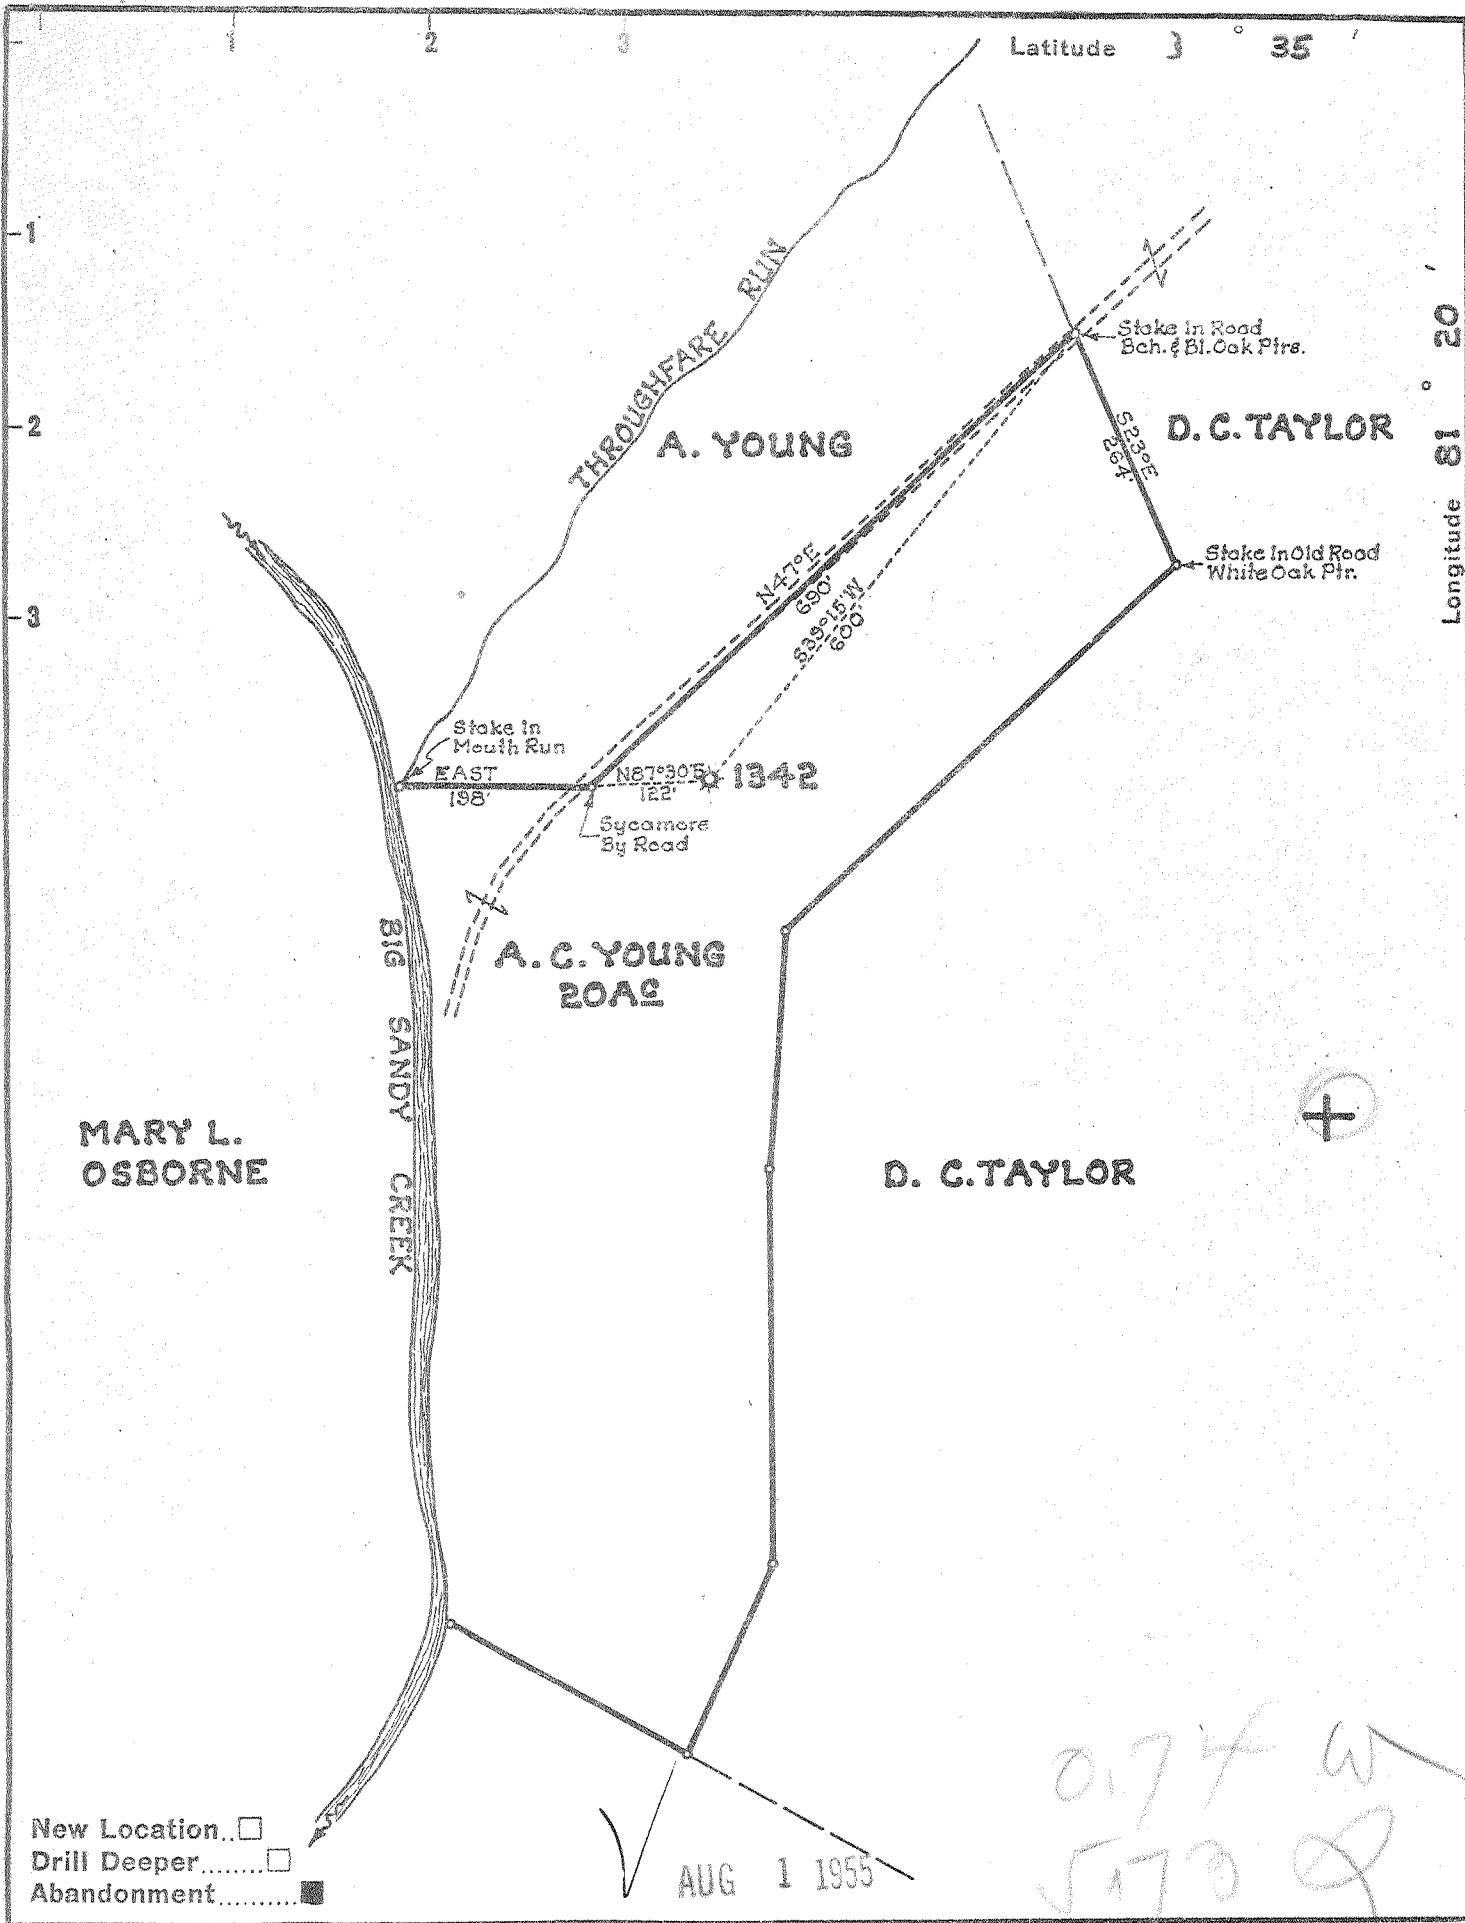 1 2 3
Latitude 3 ° 35 '
1
2
3
Longitude 81 ° 20 '
THROUGHFARE RUN
A. YOUNG
Stake In Road
Bch. & Bl. Oak Ptrs.
D. C. TAYLOR
S23°E
264'
Stake In Old Road
White Oak Ptr.
N47°E
690'
S39°15'W
600'
Stake In
Mouth Run
EAST
198'
N87°30'E
122'
1342
Sycamore
By Road
A. C. YOUNG
20Ac
BIG SANDY CREEK
MARY L.
OSBORNE
D. C. TAYLOR
New Location..
Drill Deeper........
Abandonment..........
AUG 1 1955